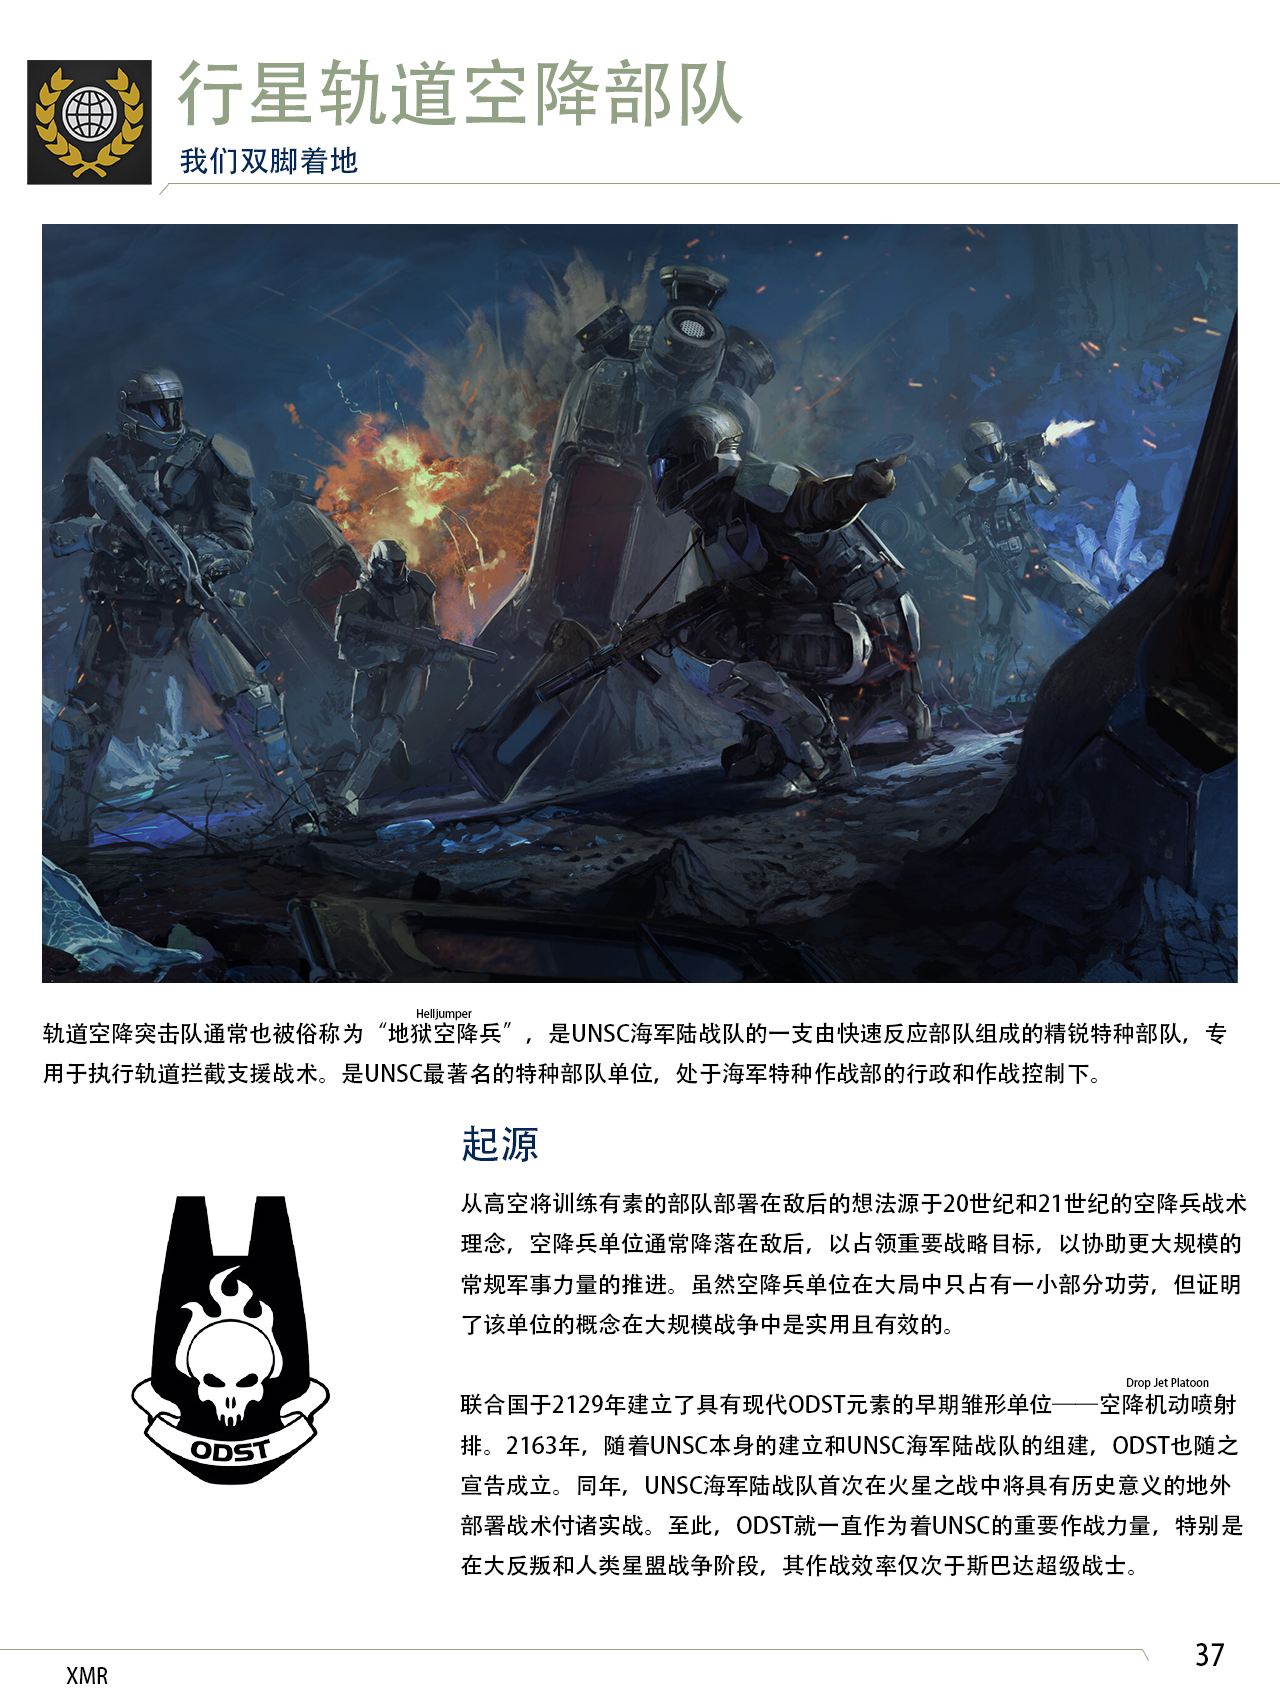 行星轨道空降部队
我们双脚着地
Helljumper
轨道空降突击队通常也被俗称为“地狱空降兵”，是UNSC海军陆战队的一支由快速反应部队组成的精锐特种部队，专
用于执行轨道拦截支援战术。是UNSC最著名的特种部队单位，处于海军特种作战部的行政和作战控制下。
起源
从高空将训练有素的部队部署在敌后的想法源于20世纪和21世纪的空降兵战术
理念，空降兵单位通常降落在敌后，以占领重要战略目标，以协助更大规模的
常规军事力量的推进。虽然空降兵单位在大局中只占有一小部分功劳，但证明
了该单位的概念在大规模战争中是实用且有效的。
Drop Jet Platoon
联合国于2129年建立了具有现代ODST元素的早期雏形单位——空降机动喷射
排。2163年，随着UNSC本身的建立和UNSC海军陆战队的组建，ODST也随之
宣告成立。同年，UNSC海军陆战队首次在火星之战中将具有历史意义的地外
部署战术付诸实战。至此，ODST就一直作为着UNSC的重要作战力量，特别是
在大反叛和人类星盟战争阶段，其作战效率仅次于斯巴达超级战士。
ODST
37
XMR